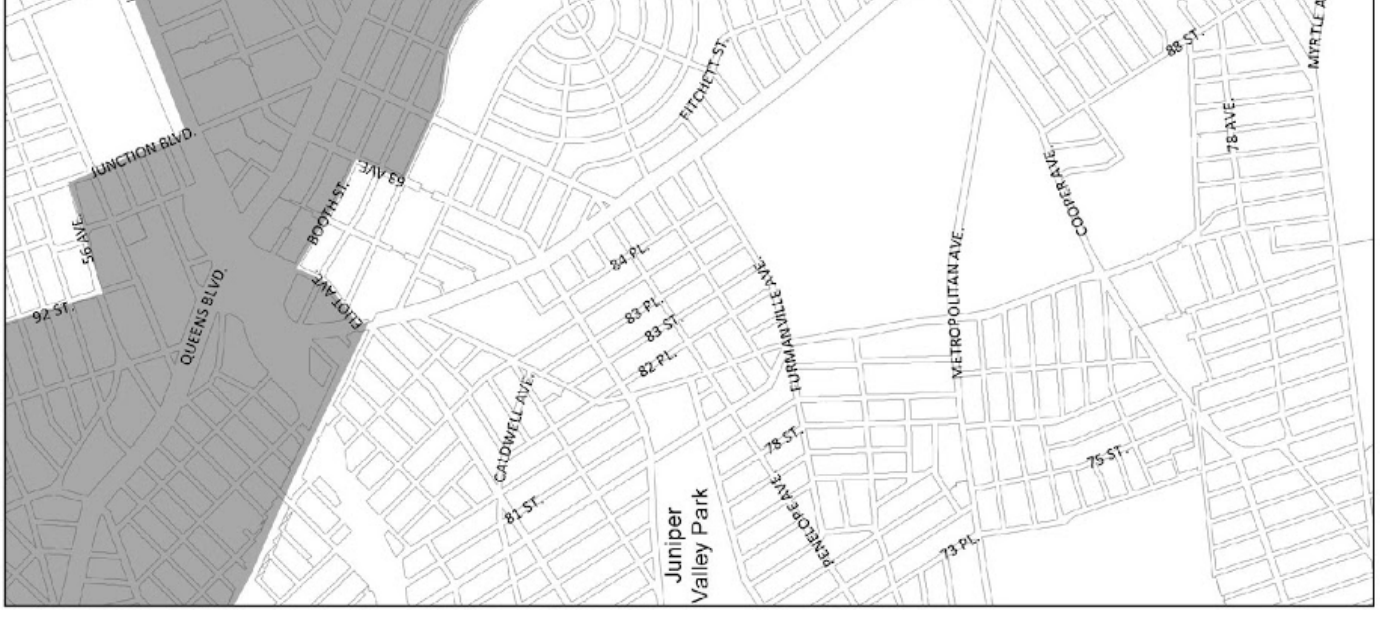 MYRTLE A
88 ST.
FITCHETT ST.
78 AVE.
JUNCTION BLVD.
63 AVE.
COOPER AVE.
BOOTH ST.
56 AVE.
84 PL.
METROPOLITAN AVE.
FURMANVILLE AVE.
ELIOT AVE.
QUEENS BLVD.
92 ST.
83 PL.
83 ST.
82 PL.
CALDWELL AVE.
78 ST.
75 ST.
81 ST.
PENELOPE AVE.
Juniper
Valley Park
73 PL.